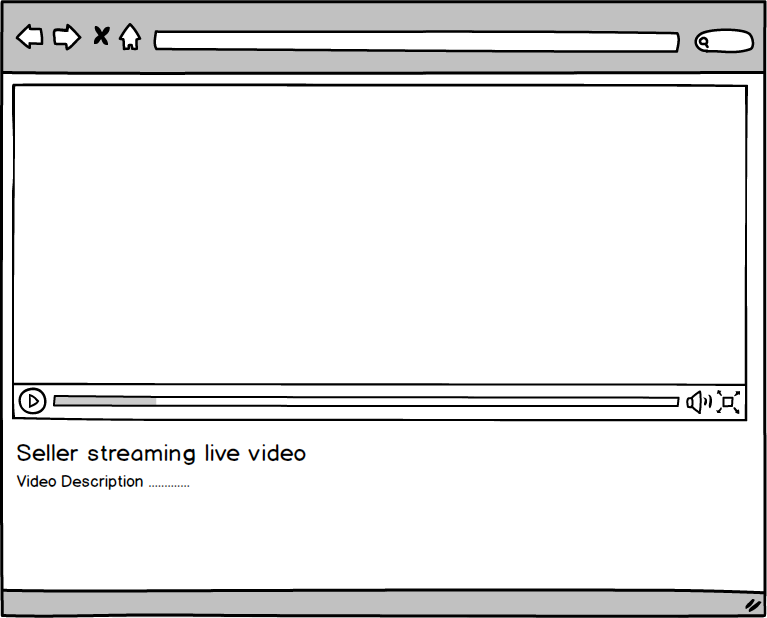 Seller streaming live video
Video Description .............